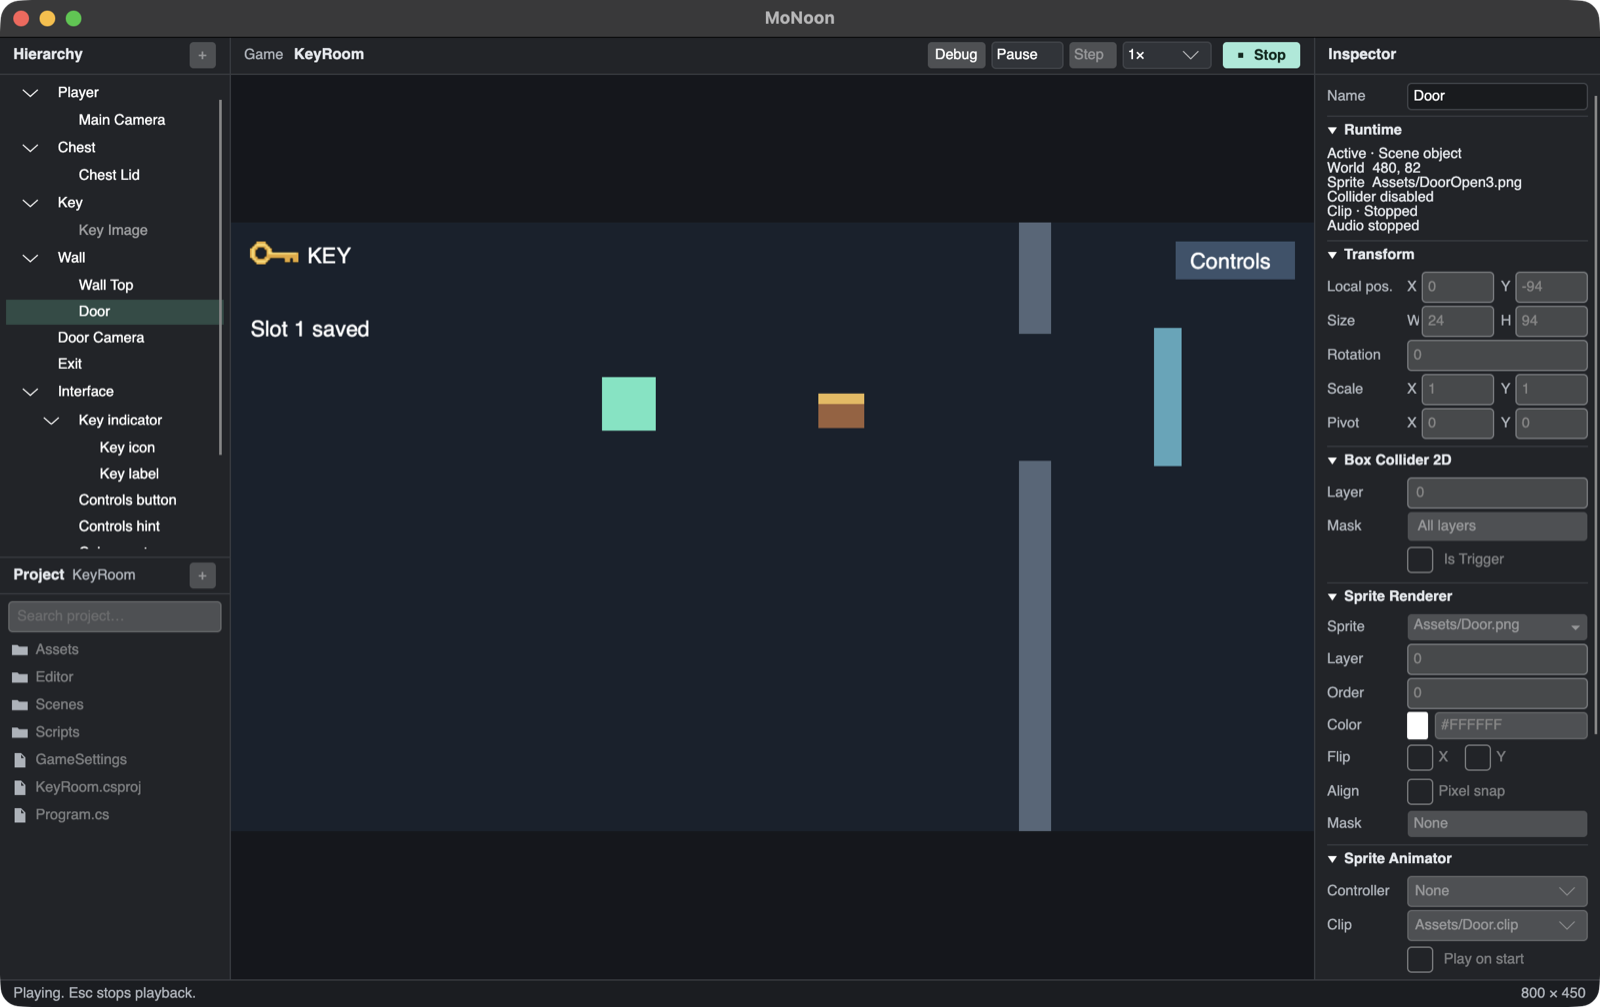 MoNoon
Hierarchy +
Player
Main Camera
Chest
Chest Lid
Key
Key Image
Wall
Wall Top
Door
Door Camera
Exit
Interface
Key indicator
Key icon
Key label
Controls button
Controls hint
Project KeyRoom +
Search project...
Assets
Editor
Scenes
Scripts
GameSettings
KeyRoom.csproj
Program.cs
Game KeyRoom
Debug Pause Step 1× Stop
KEY
Controls
Slot 1 saved
Inspector
Name Door
Runtime
Active · Scene object
World 480, 82
Sprite Assets/DoorOpen3.png
Collider disabled
Clip · Stopped
Audio stopped
Transform
Local pos. X 0 Y -94
Size W 24 H 94
Rotation 0
Scale X 1 Y 1
Pivot X 0 Y 0
Box Collider 2D
Layer 0
Mask All layers
Is Trigger
Sprite Renderer
Sprite Assets/Door.png
Layer 0
Order 0
Color #FFFFFF
Flip X Y
Align Pixel snap
Mask None
Sprite Animator
Controller None
Clip Assets/Door.clip
Play on start
Playing. Esc stops playback.
800 × 450